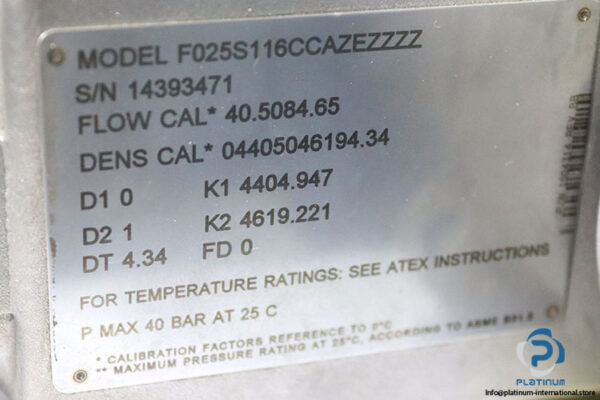 MODEL F025S116CCAZEZZZZ
S/N 14393471
FLOW CAL* 40.5084.65
DENS CAL* 04405046194.34
D1 0 K1 4404.947
D2 1 K2 4619.221
DT 4.34 FD 0
FOR TEMPERATURE RATINGS: SEE ATEX INSTRUCTIONS
P MAX 40 BAR AT 25 C
* CALIBRATION FACTORS REFERENCE TO 0°C
** MAXIMUM PRESSURE RATING AT 25°C, ACCORDING TO ASME B31.3
PLATINUM
Info@platinum-international.store